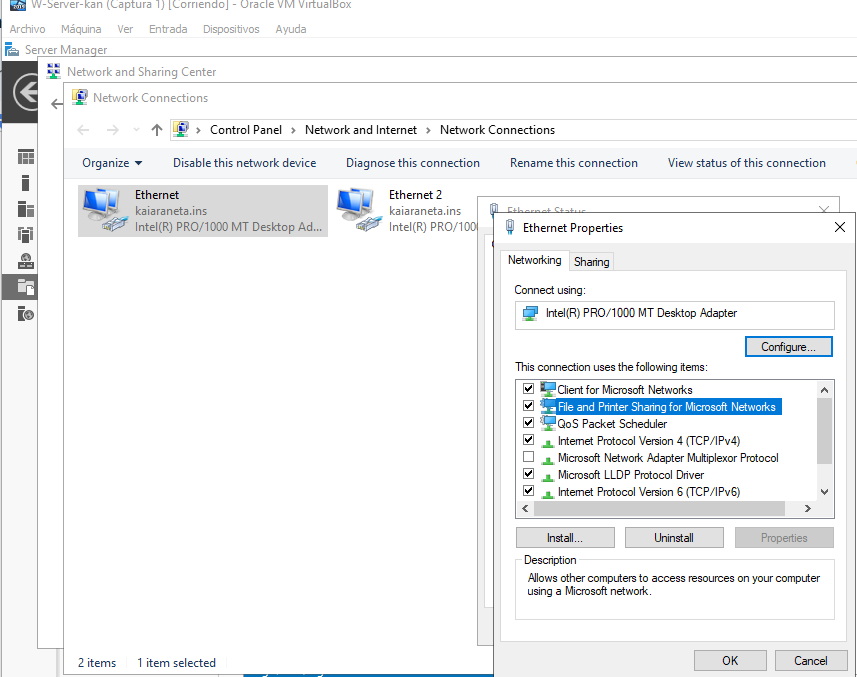 W-Server-kan (Captura 1) [Corriendo] - Oracle VM VirtualBox
Archivo Máquina Ver Entrada Dispositivos Ayuda
Server Manager
Network and Sharing Center
Network Connections
Control Panel > Network and Internet > Network Connections
Organize Disable this network device Diagnose this connection Rename this connection View status of this connection
Ethernet
kaiaraneta.ins
Intel(R) PRO/1000 MT Desktop Ad...
Ethernet 2
kaiaraneta.ins
Intel(R) PRO/100
Ethernet Status
Ethernet Properties
Networking Sharing
Connect using:
Intel(R) PRO/1000 MT Desktop Adapter
Configure...
This connection uses the following items:
Client for Microsoft Networks
File and Printer Sharing for Microsoft Networks
QoS Packet Scheduler
Internet Protocol Version 4 (TCP/IPv4)
Microsoft Network Adapter Multiplexor Protocol
Microsoft LLDP Protocol Driver
Internet Protocol Version 6 (TCP/IPv6)
Install... Uninstall Properties
Description
Allows other computers to access resources on your computer
using a Microsoft network.
OK Cancel
2 items 1 item selected